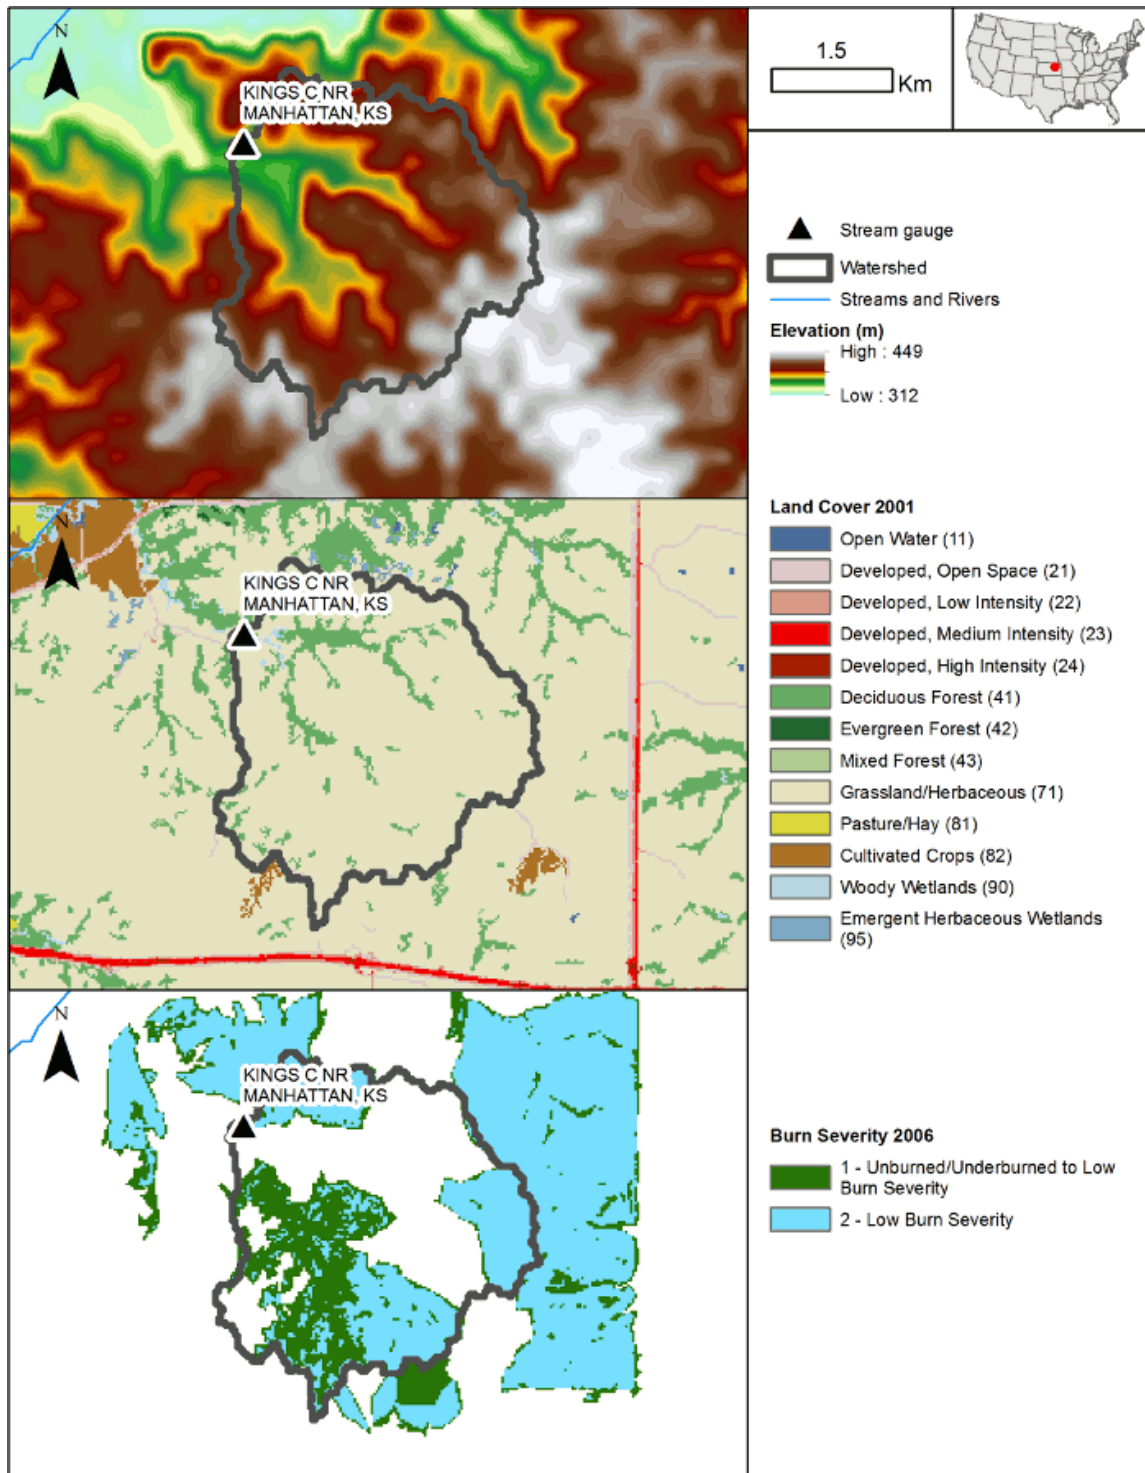 N
KINGS C NR
MANHATTAN, KS
1.5
Km
Stream gauge
Watershed
Streams and Rivers
Elevation (m)
High : 449
Low : 312
N
KINGS C NR
MANHATTAN, KS
Land Cover 2001
Open Water (11)
Developed, Open Space (21)
Developed, Low Intensity (22)
Developed, Medium Intensity (23)
Developed, High Intensity (24)
Deciduous Forest (41)
Evergreen Forest (42)
Mixed Forest (43)
Grassland/Herbaceous (71)
Pasture/Hay (81)
Cultivated Crops (82)
Woody Wetlands (90)
Emergent Herbaceous Wetlands
(95)
N
KINGS C NR
MANHATTAN, KS
Burn Severity 2006
1 - Unburned/Underburned to Low
Burn Severity
2 - Low Burn Severity